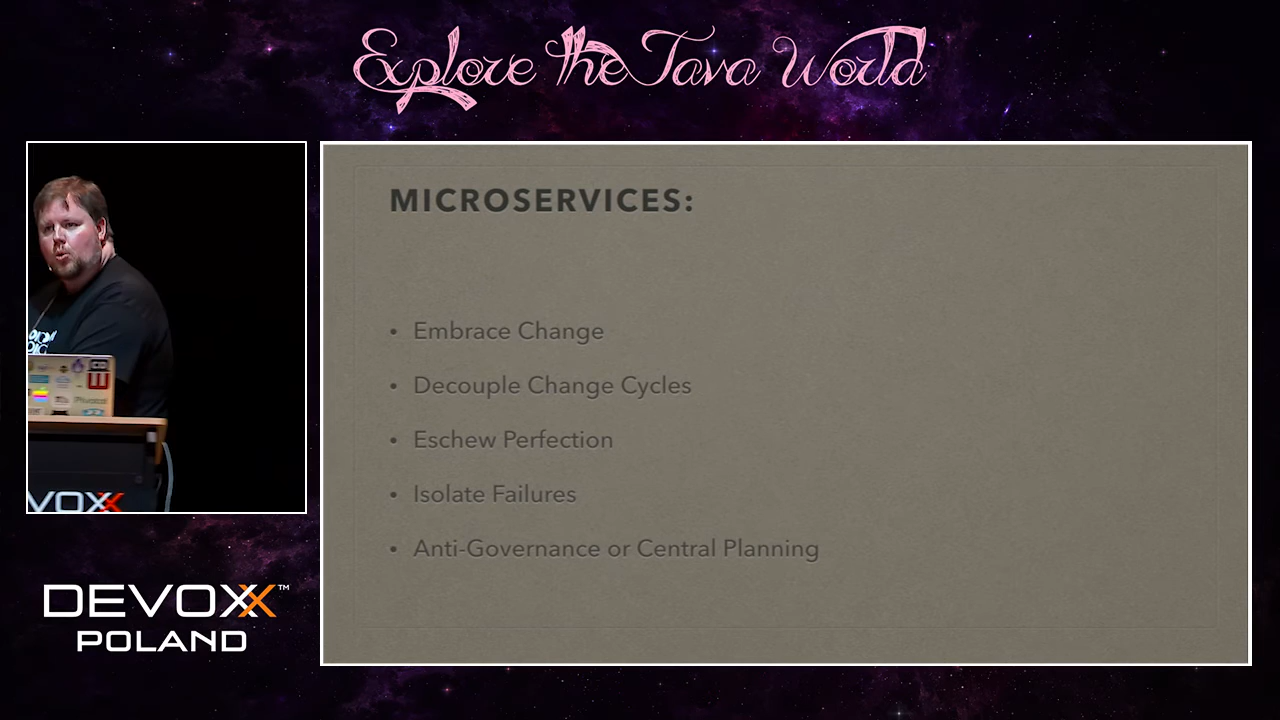 Explore the Java World
MICROSERVICES:
• Embrace Change
• Decouple Change Cycles
• Eschew Perfection
• Isolate Failures
• Anti-Governance or Central Planning
Pivotal
VOXX
DEVOXX™
POLAND